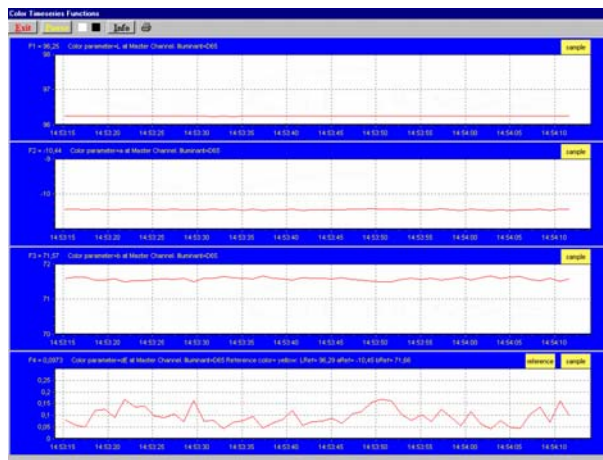 Color Timeseries Functions
Exit Pause Info
F1 = 96,25 Color parameter=L at Master Channel. Illuminant=D65 sample
98
97
96
14:53:15 14:53:20 14:53:25 14:53:30 14:53:35 14:53:40 14:53:45 14:53:50 14:53:55 14:54:00 14:54:05 14:54:10
F2 = -10,44 Color parameter=a at Master Channel. Illuminant=D65 sample
-9
-10
14:53:15 14:53:20 14:53:25 14:53:30 14:53:35 14:53:40 14:53:45 14:53:50 14:53:55 14:54:00 14:54:05 14:54:10
F3 = 71,57 Color parameter=b at Master Channel. Illuminant=D65 sample
72
71
70
14:53:15 14:53:20 14:53:25 14:53:30 14:53:35 14:53:40 14:53:45 14:53:50 14:53:55 14:54:00 14:54:05 14:54:10
F4 = 0,0973 Color parameter=dE at Master Channel. Illuminant=D65 Reference color= yellow: LRef= 96,29 aRef= -10,45 bRef= 71,66 reference sample
0,25
0,2
0,15
0,1
0,05
0
14:53:15 14:53:20 14:53:25 14:53:30 14:53:35 14:53:40 14:53:45 14:53:50 14:53:55 14:54:00 14:54:05 14:54:10